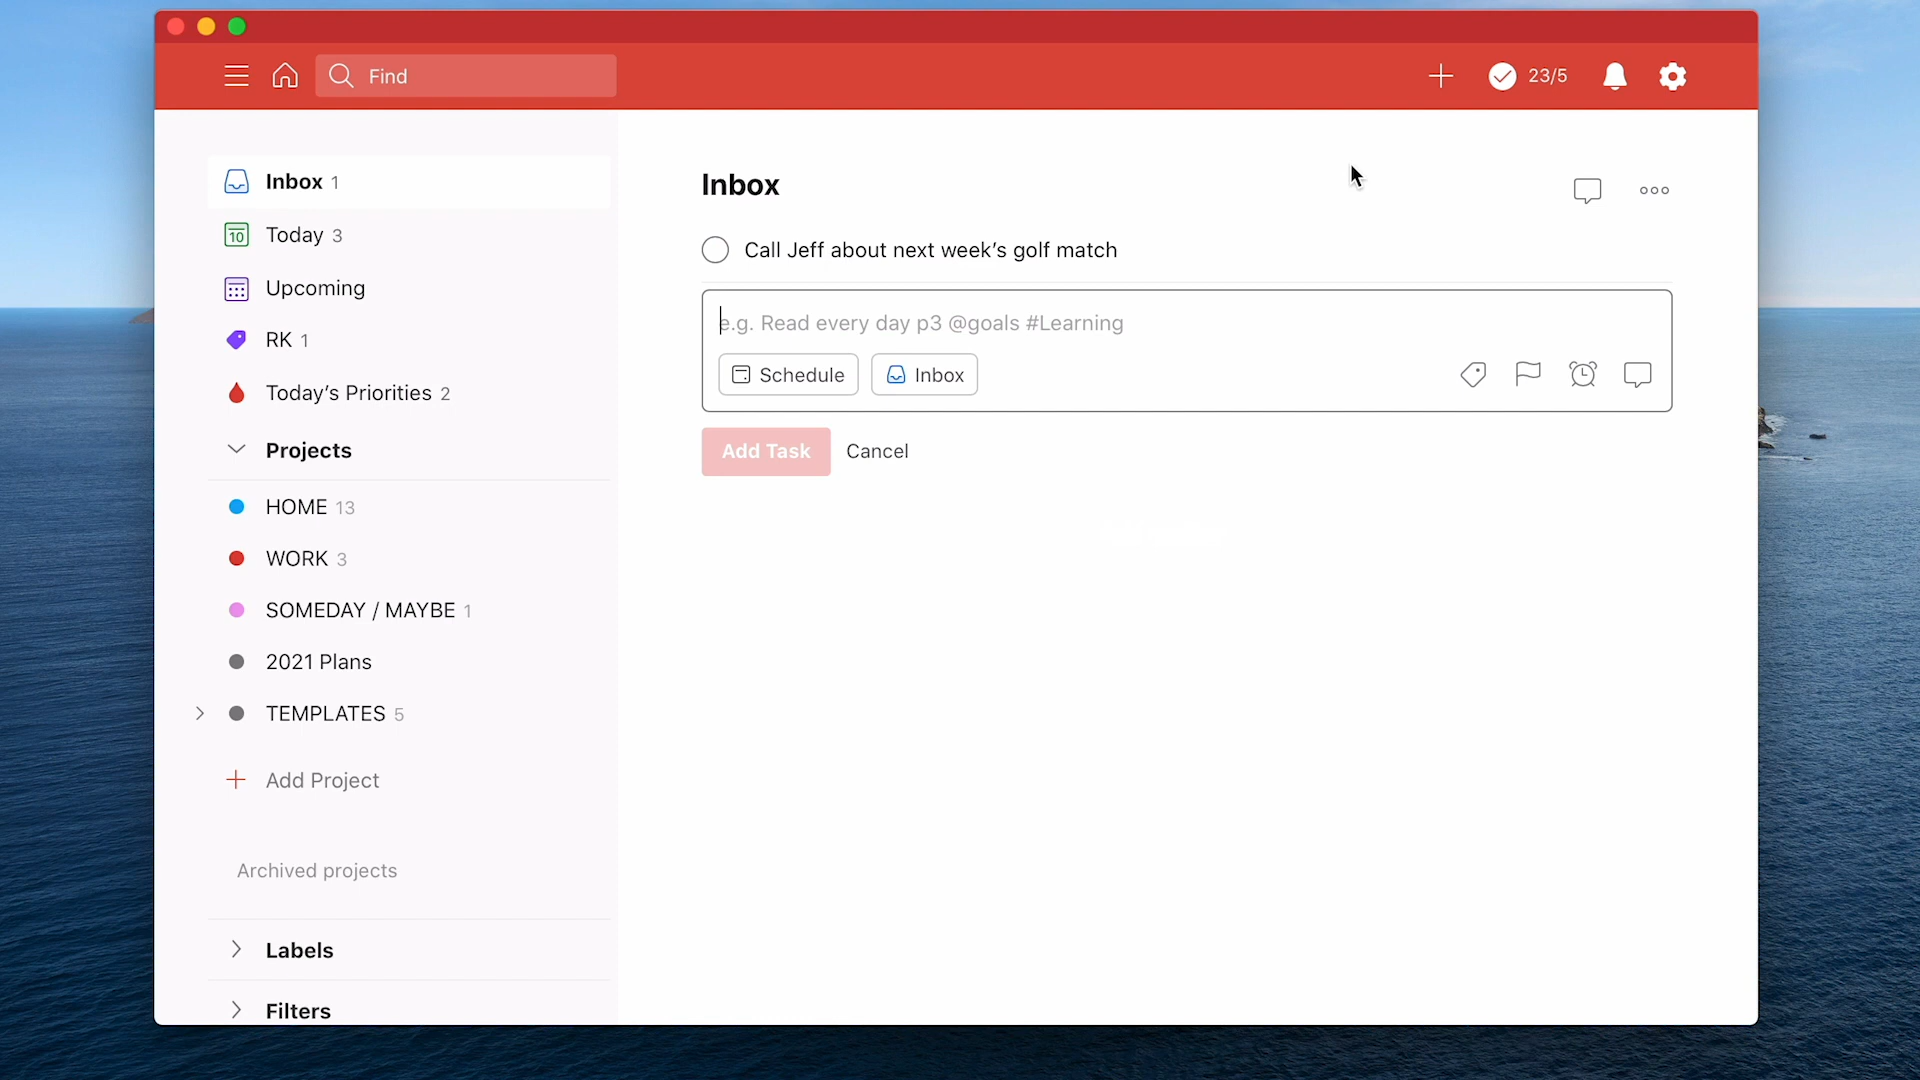 Find
23/5
Inbox 1
10
Today 3
Upcoming
RK 1
Today's Priorities 2
Projects
HOME 13
WORK 3
SOMEDAY / MAYBE 1
2021 Plans
TEMPLATES 5
Add Project
Archived projects
Labels
Filters
Inbox
Call Jeff about next week's golf match
e.g. Read every day p3 @goals #Learning
Schedule
Inbox
Add Task
Cancel